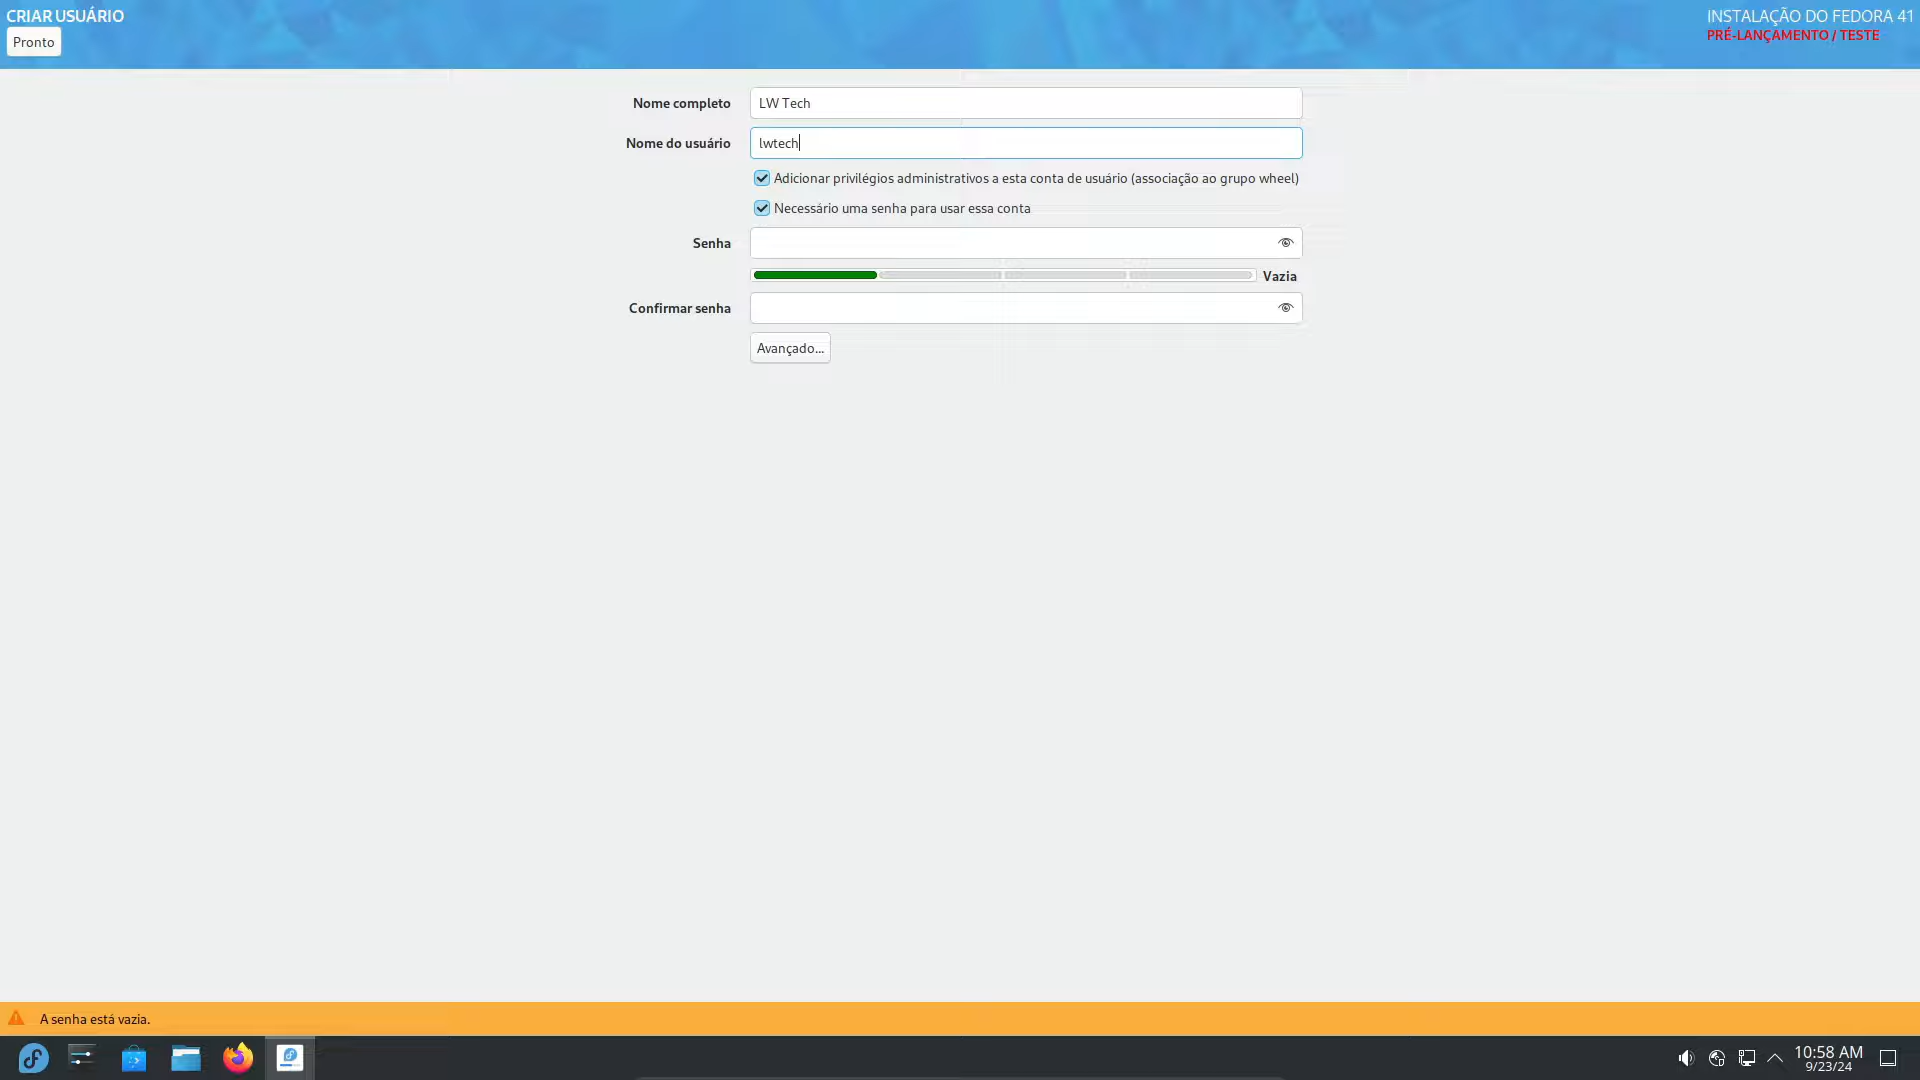 CRIAR USUÁRIO
Pronto
INSTALAÇÃO DO FEDORA 41
PRÉ-LANÇAMENTO / TESTE
Nome completo
LW Tech
Nome do usuário
lwtech
Adicionar privilégios administrativos a esta conta de usuário (associação ao grupo wheel)
Necessário uma senha para usar essa conta
Senha
Vazia
Confirmar senha
Avançado...
A senha está vazia.
10:58 AM
9/23/24